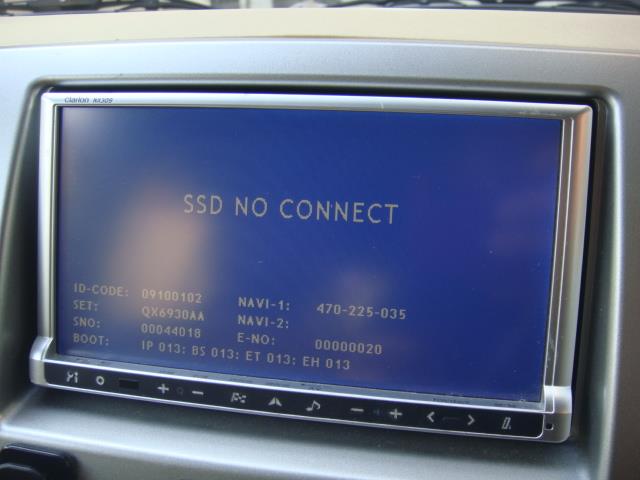 Clarion NX309
SSD NO CONNECT
ID-CODE: 09100102 NAVI-1: 470-225-035
SET: QX6930AA NAVI-2:
SNO: 00044018 E-NO: 00000020
BOOT: IP 013: BS 013: ET 013: EH 013